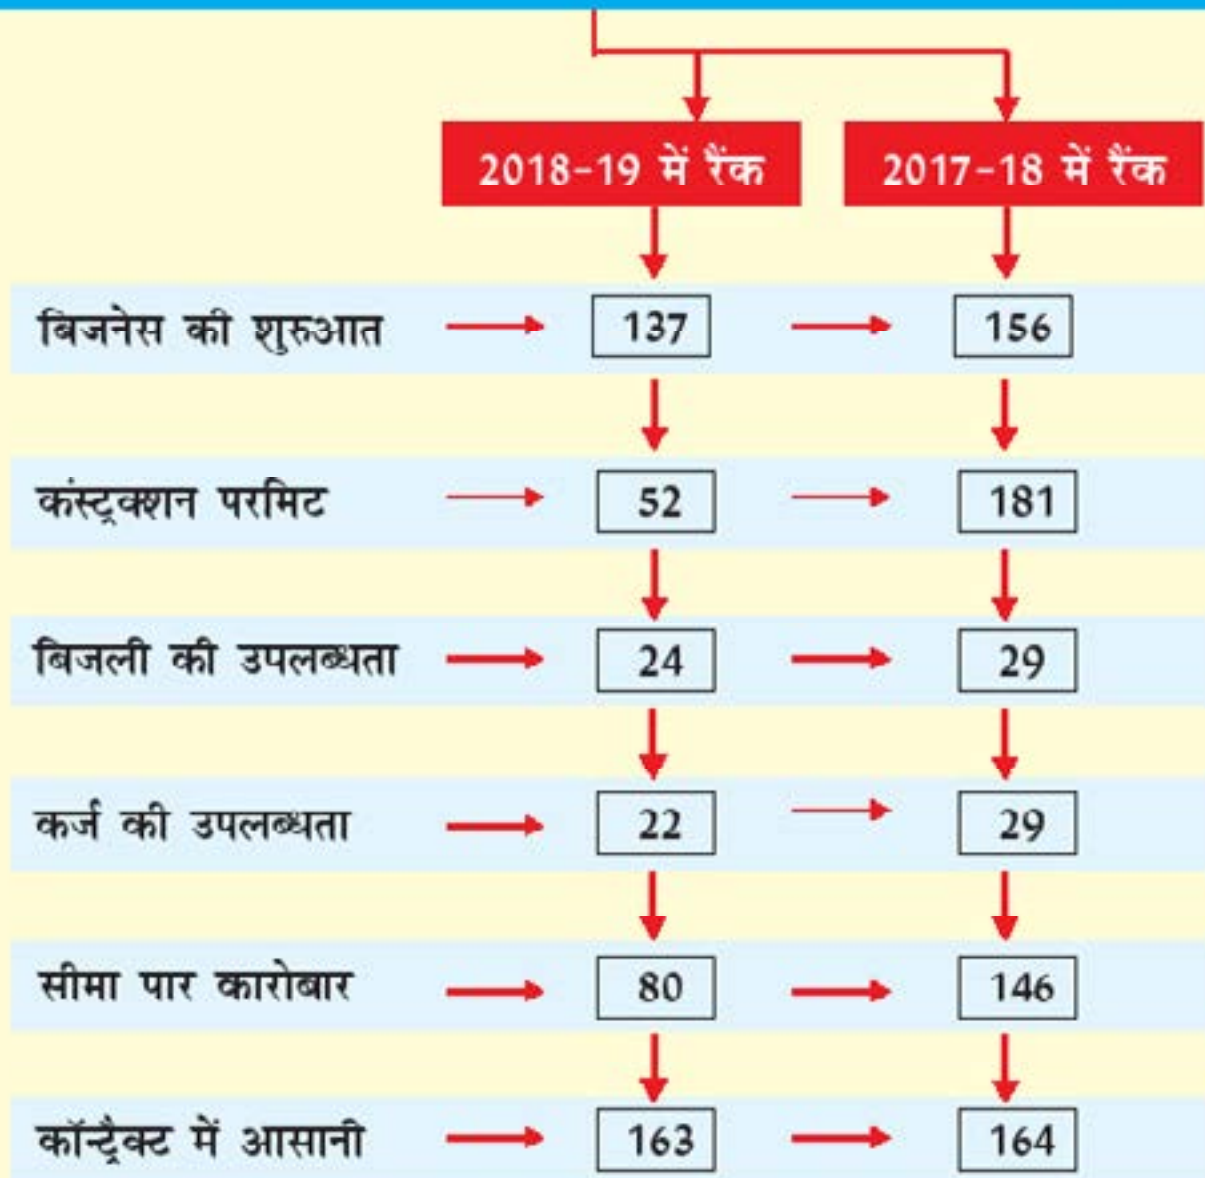 2018-19 में रैंक 2017-18 में रैंक
बिजनेस की शुरुआत 137 156
कंस्ट्रक्शन परमिट 52 181
बिजली की उपलब्धता 24 29
कर्ज की उपलब्धता 22 29
सीमा पार कारोबार 80 146
कॉन्ट्रैक्ट में आसानी 163 164